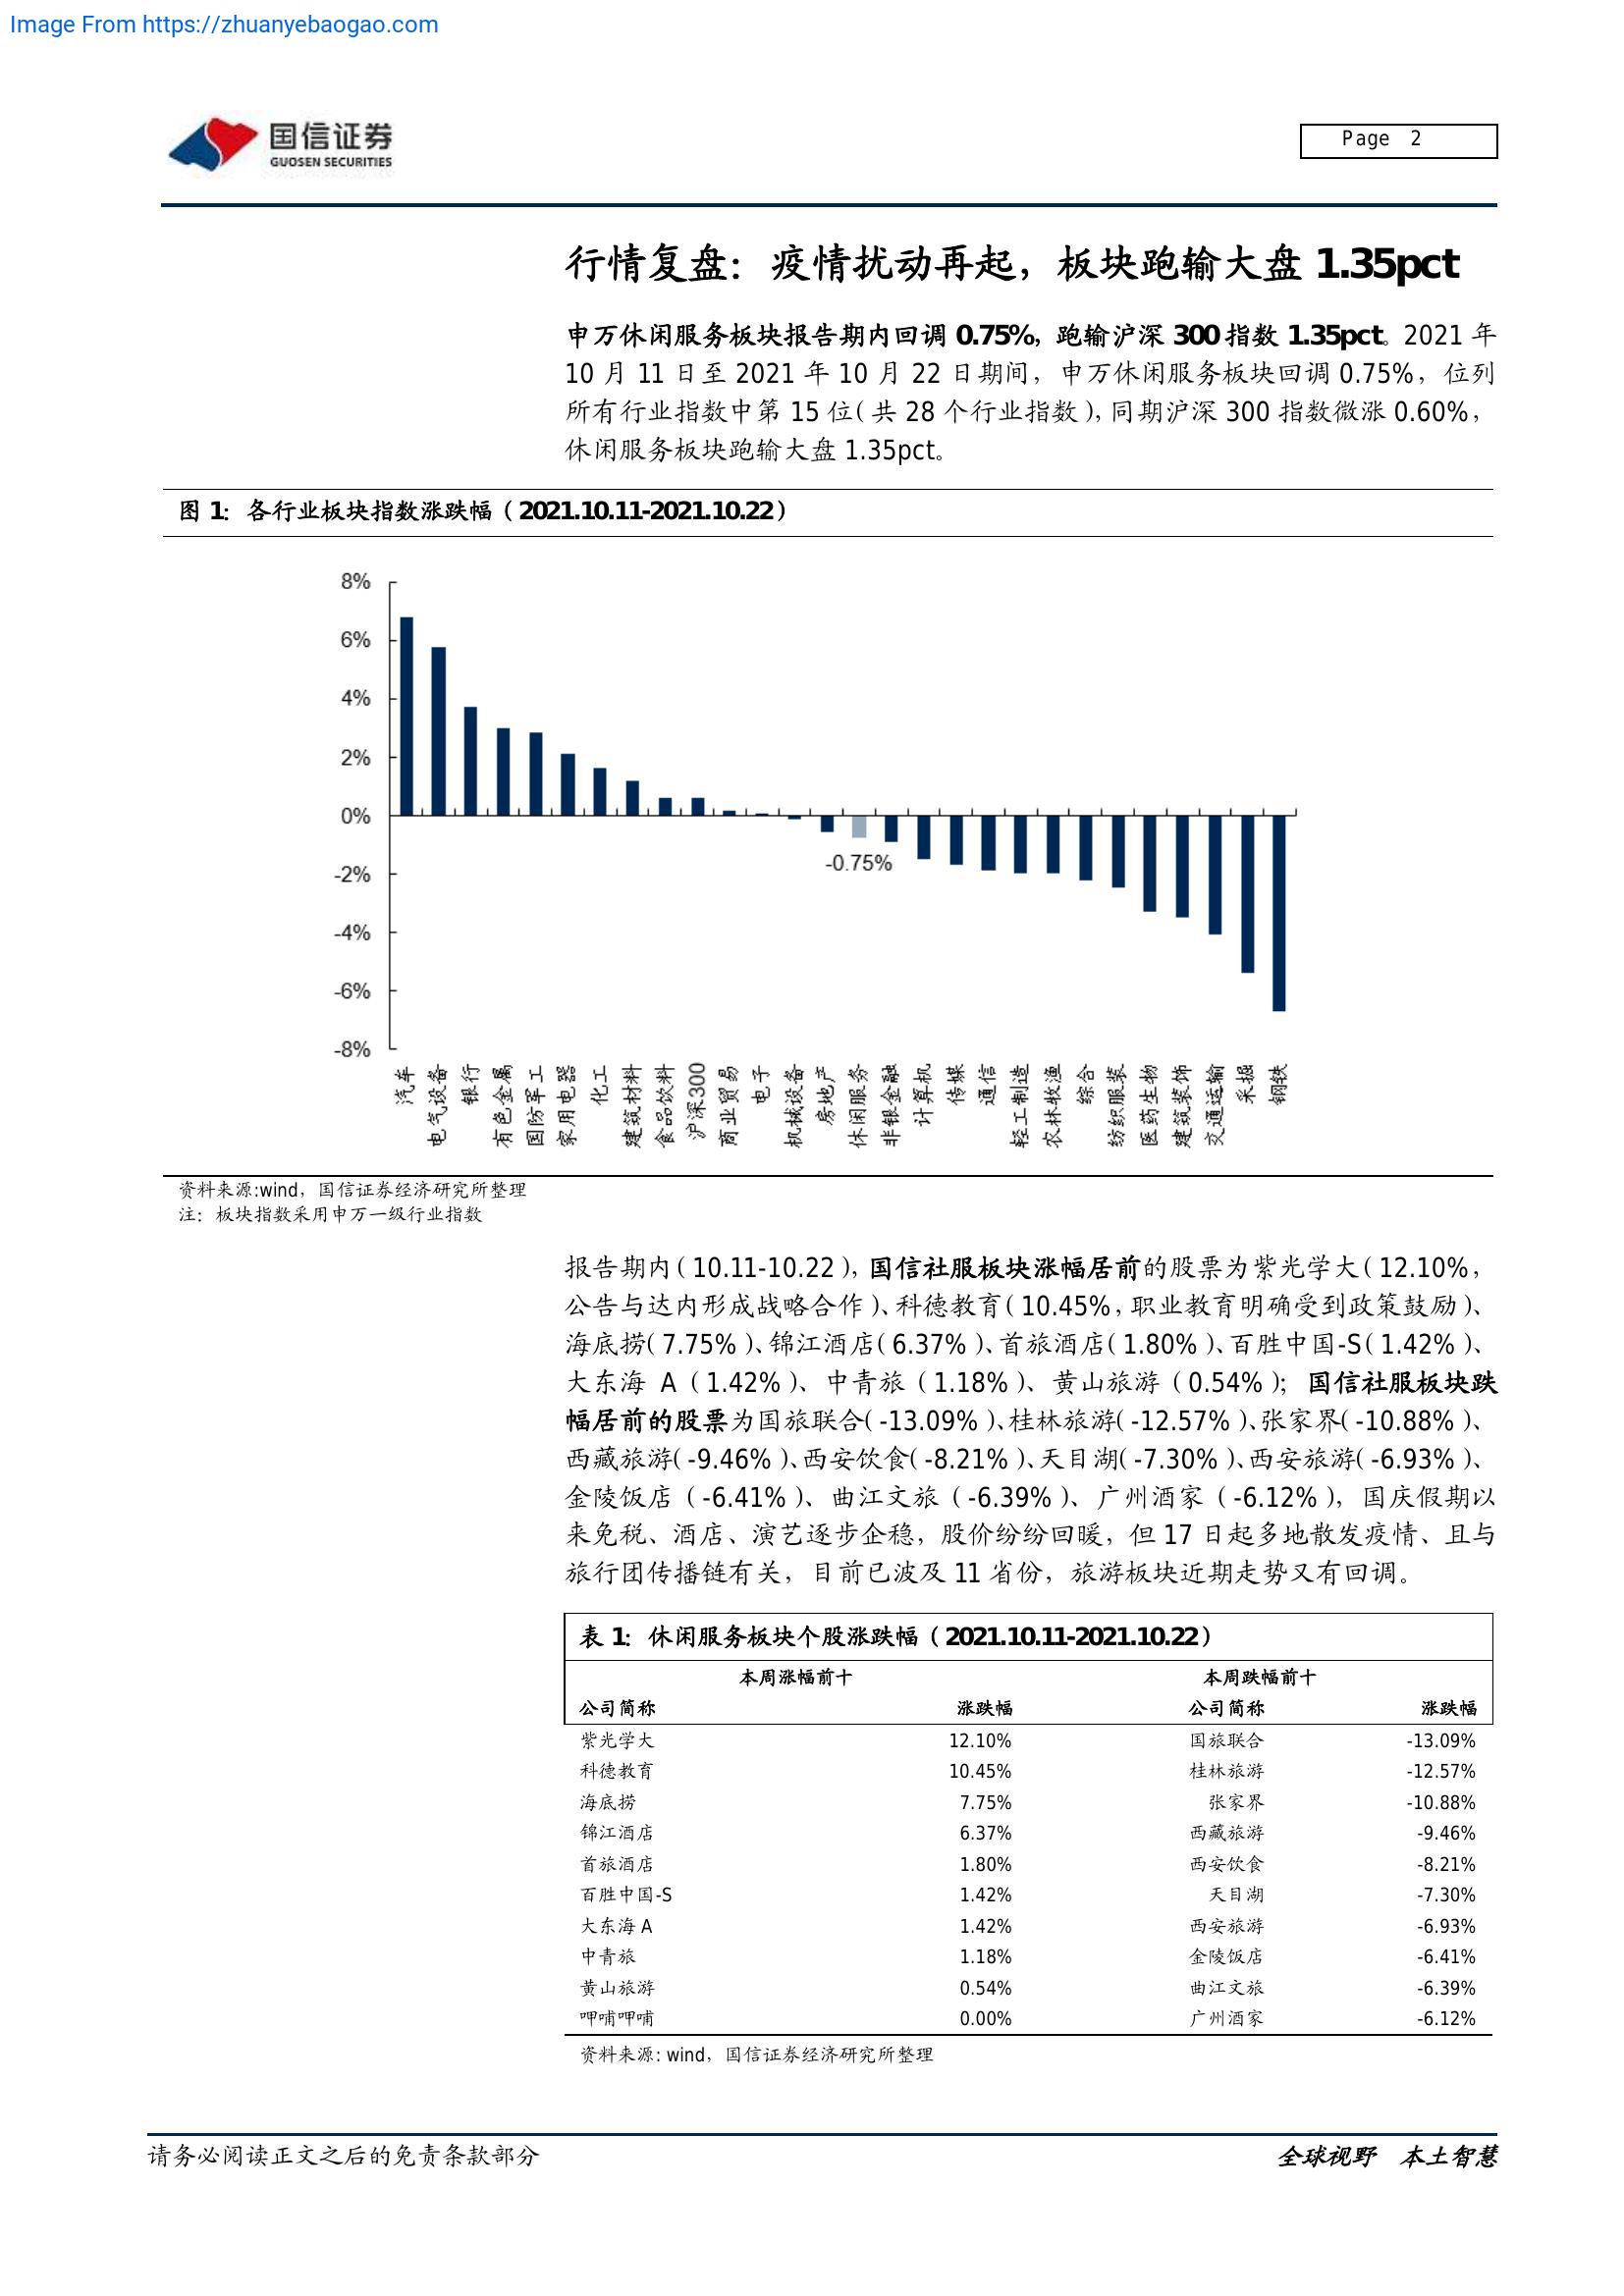 Image From https://zhuanyebaogao.com
国信证券
GUOSEN SECURITIES
Page 2
行情复盘：疫情扰动再起，板块跑输大盘 1.35pct
申万休闲服务板块报告期内回调 0.75%，跑输沪深 300 指数 1.35pct。2021 年
10 月 11 日至 2021 年 10 月 22 日期间，申万休闲服务板块回调 0.75%，位列
所有行业指数中第 15 位（共 28 个行业指数），同期沪深 300 指数微涨 0.60%，
休闲服务板块跑输大盘 1.35pct。
图 1：各行业板块指数涨跌幅（2021.10.11-2021.10.22）
8%
6%
4%
2%
0%
-2%
-4%
-6%
-8%
-0.75%
汽车
电气设备
银行
有色金属
国防军工
家用电器
化工
建筑材料
食品饮料
沪深300
商业贸易
电子
机械设备
房地产
休闲服务
非银金融
计算机
传媒
通信
轻工制造
农林牧渔
综合
纺织服装
医药生物
建筑装饰
交通运输
采掘
钢铁
资料来源:wind，国信证券经济研究所整理
注：板块指数采用申万一级行业指数
报告期内（10.11-10.22），国信社服板块涨幅居前的股票为紫光学大（12.10%，
公告与达内形成战略合作）、科德教育（10.45%，职业教育明确受到政策鼓励）、
海底捞（7.75%）、锦江酒店（6.37%）、首旅酒店（1.80%）、百胜中国-S（1.42%）、
大东海 A（1.42%）、中青旅（1.18%）、黄山旅游（0.54%）；国信社服板块跌
幅居前的股票为国旅联合（-13.09%）、桂林旅游（-12.57%）、张家界（-10.88%）、
西藏旅游（-9.46%）、西安饮食（-8.21%）、天目湖（-7.30%）、西安旅游（-6.93%）、
金陵饭店（-6.41%）、曲江文旅（-6.39%）、广州酒家（-6.12%），国庆假期以
来免税、酒店、演艺逐步企稳，股价纷纷回暖，但 17 日起多地散发疫情、且与
旅行团传播链有关，目前已波及 11 省份，旅游板块近期走势又有回调。
表 1：休闲服务板块个股涨跌幅（2021.10.11-2021.10.22）
本周涨幅前十 本周跌幅前十
公司简称 涨跌幅 公司简称 涨跌幅
紫光学大 12.10% 国旅联合 -13.09%
科德教育 10.45% 桂林旅游 -12.57%
海底捞 7.75% 张家界 -10.88%
锦江酒店 6.37% 西藏旅游 -9.46%
首旅酒店 1.80% 西安饮食 -8.21%
百胜中国-S 1.42% 天目湖 -7.30%
大东海 A 1.42% 西安旅游 -6.93%
中青旅 1.18% 金陵饭店 -6.41%
黄山旅游 0.54% 曲江文旅 -6.39%
呷哺呷哺 0.00% 广州酒家 -6.12%
资料来源: wind，国信证券经济研究所整理
请务必阅读正文之后的免责条款部分
全球视野 本土智慧